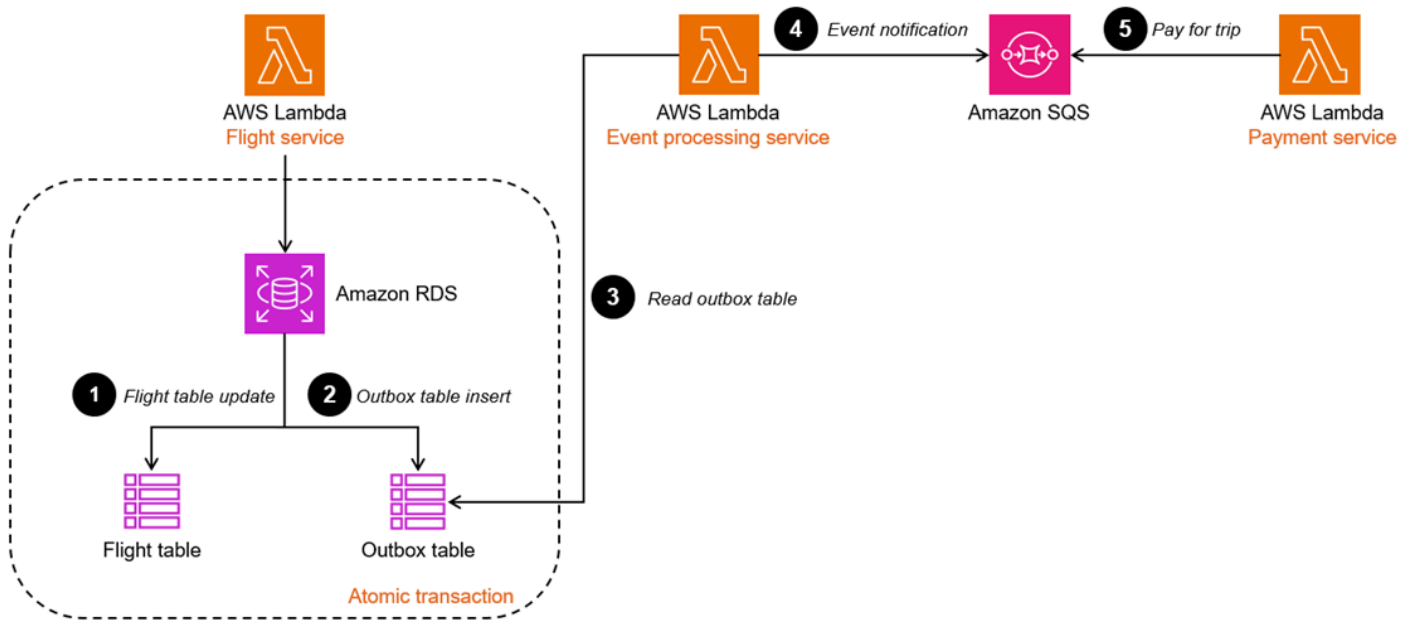 4 Event notification
5 Pay for trip
AWS Lambda
Flight service
AWS Lambda
Event processing service
Amazon SQS
AWS Lambda
Payment service
Amazon RDS
3 Read outbox table
1 Flight table update
2 Outbox table insert
Flight table
Outbox table
Atomic transaction